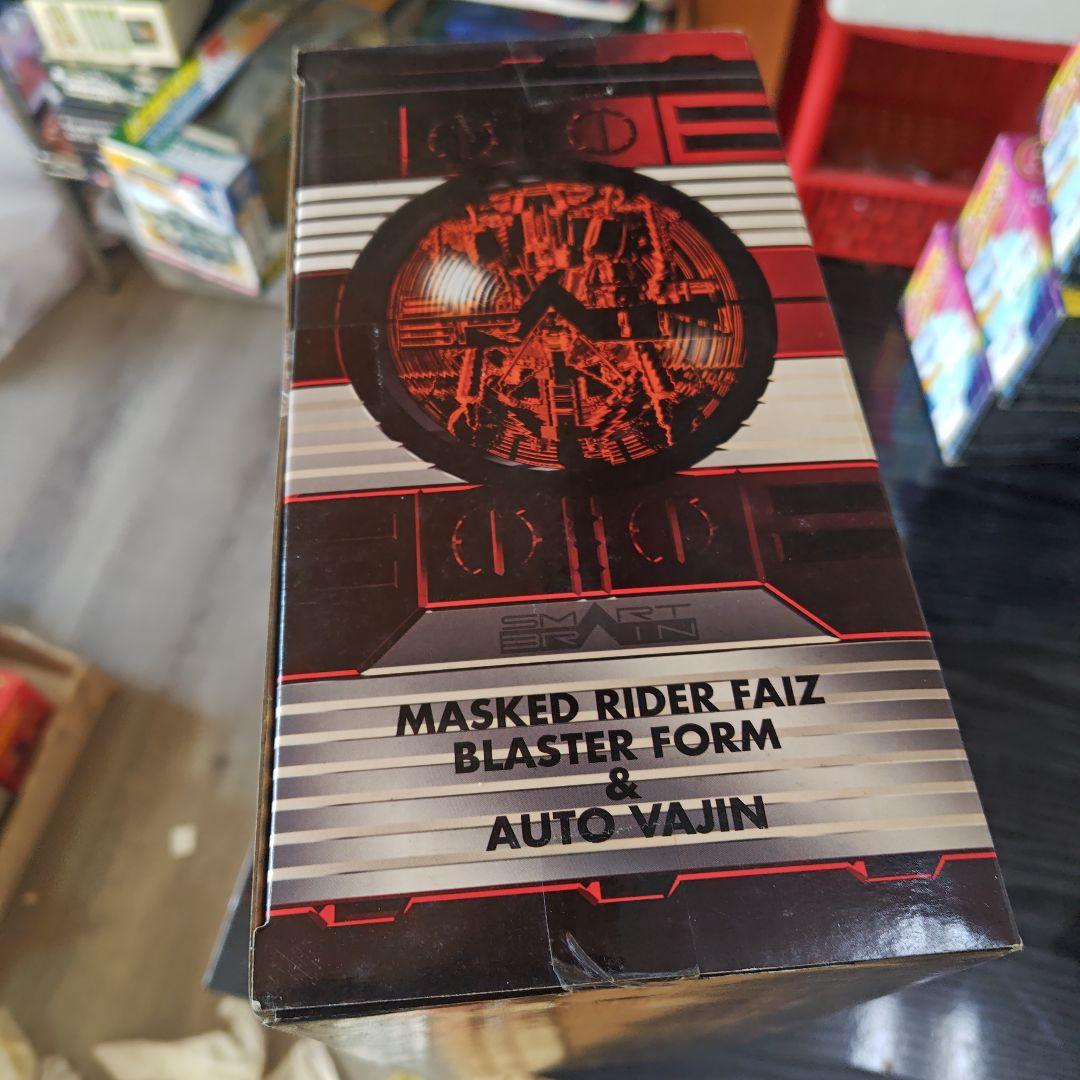 SMART
BRAIN
MASKED RIDER FAIZ
BLASTER FORM
&
AUTO VAJIN